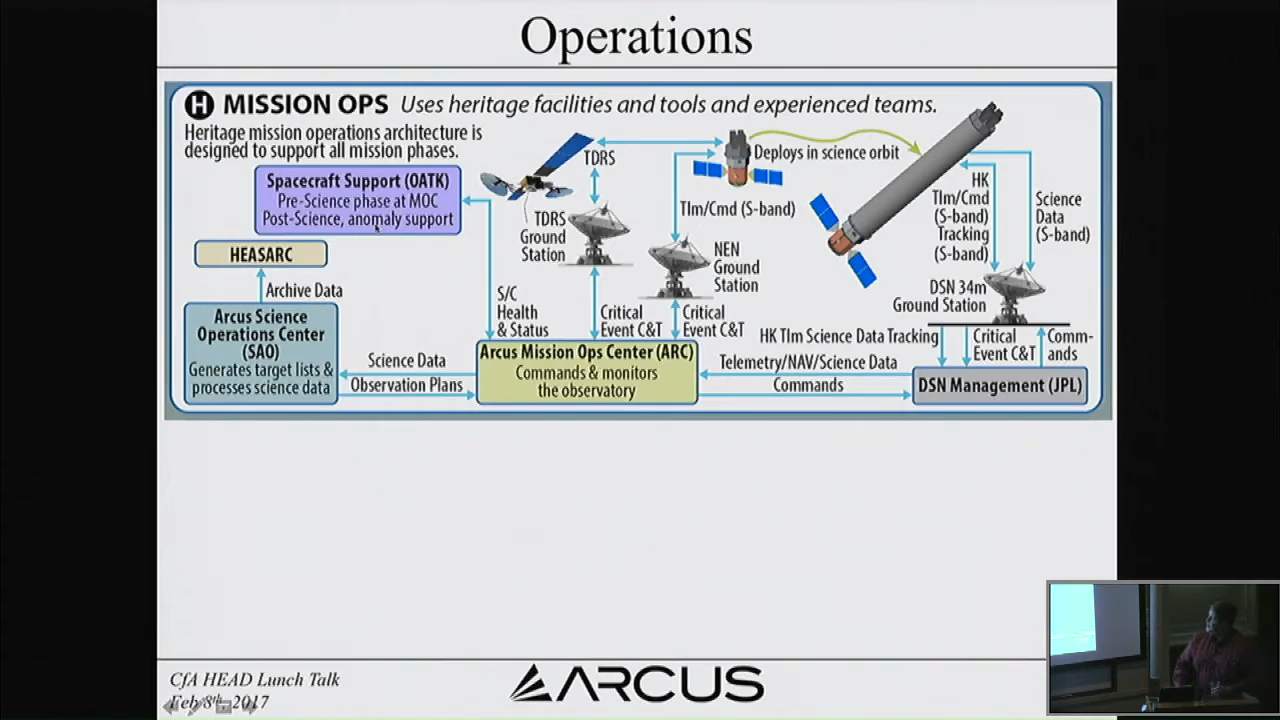 Operations
H MISSION OPS Uses heritage facilities and tools and experienced teams.
Heritage mission operations architecture is
designed to support all mission phases.
Spacecraft Support (OATK)
Pre-Science phase at MOC
Post-Science, anomaly support
HEASARC
Archive Data
Arcus Science
Operations Center
(SAO)
Generates target lists &
processes science data
Science Data
Observation Plans
S/C
Health
& Status
TDRS
TDRS
Ground
Station
Critical
Event C&T
Tlm/Cmd (S-band)
NEN
Ground
Station
Critical
Event C&T
Deploys in science orbit
Arcus Mission Ops Center (ARC)
Commands & monitors
the observatory
HK
Tlm/Cmd
(S-band)
Tracking
(S-band)
Science
Data
(S-band)
DSN 34m
Ground Station
HK Tlm Science Data Tracking
Critical
Event C&T
Comm-
ands
Telemetry/NAV/Science Data
Commands
DSN Management (JPL)
CfA HEAD Lunch Talk
Feb 8th, 2017
ARCUS